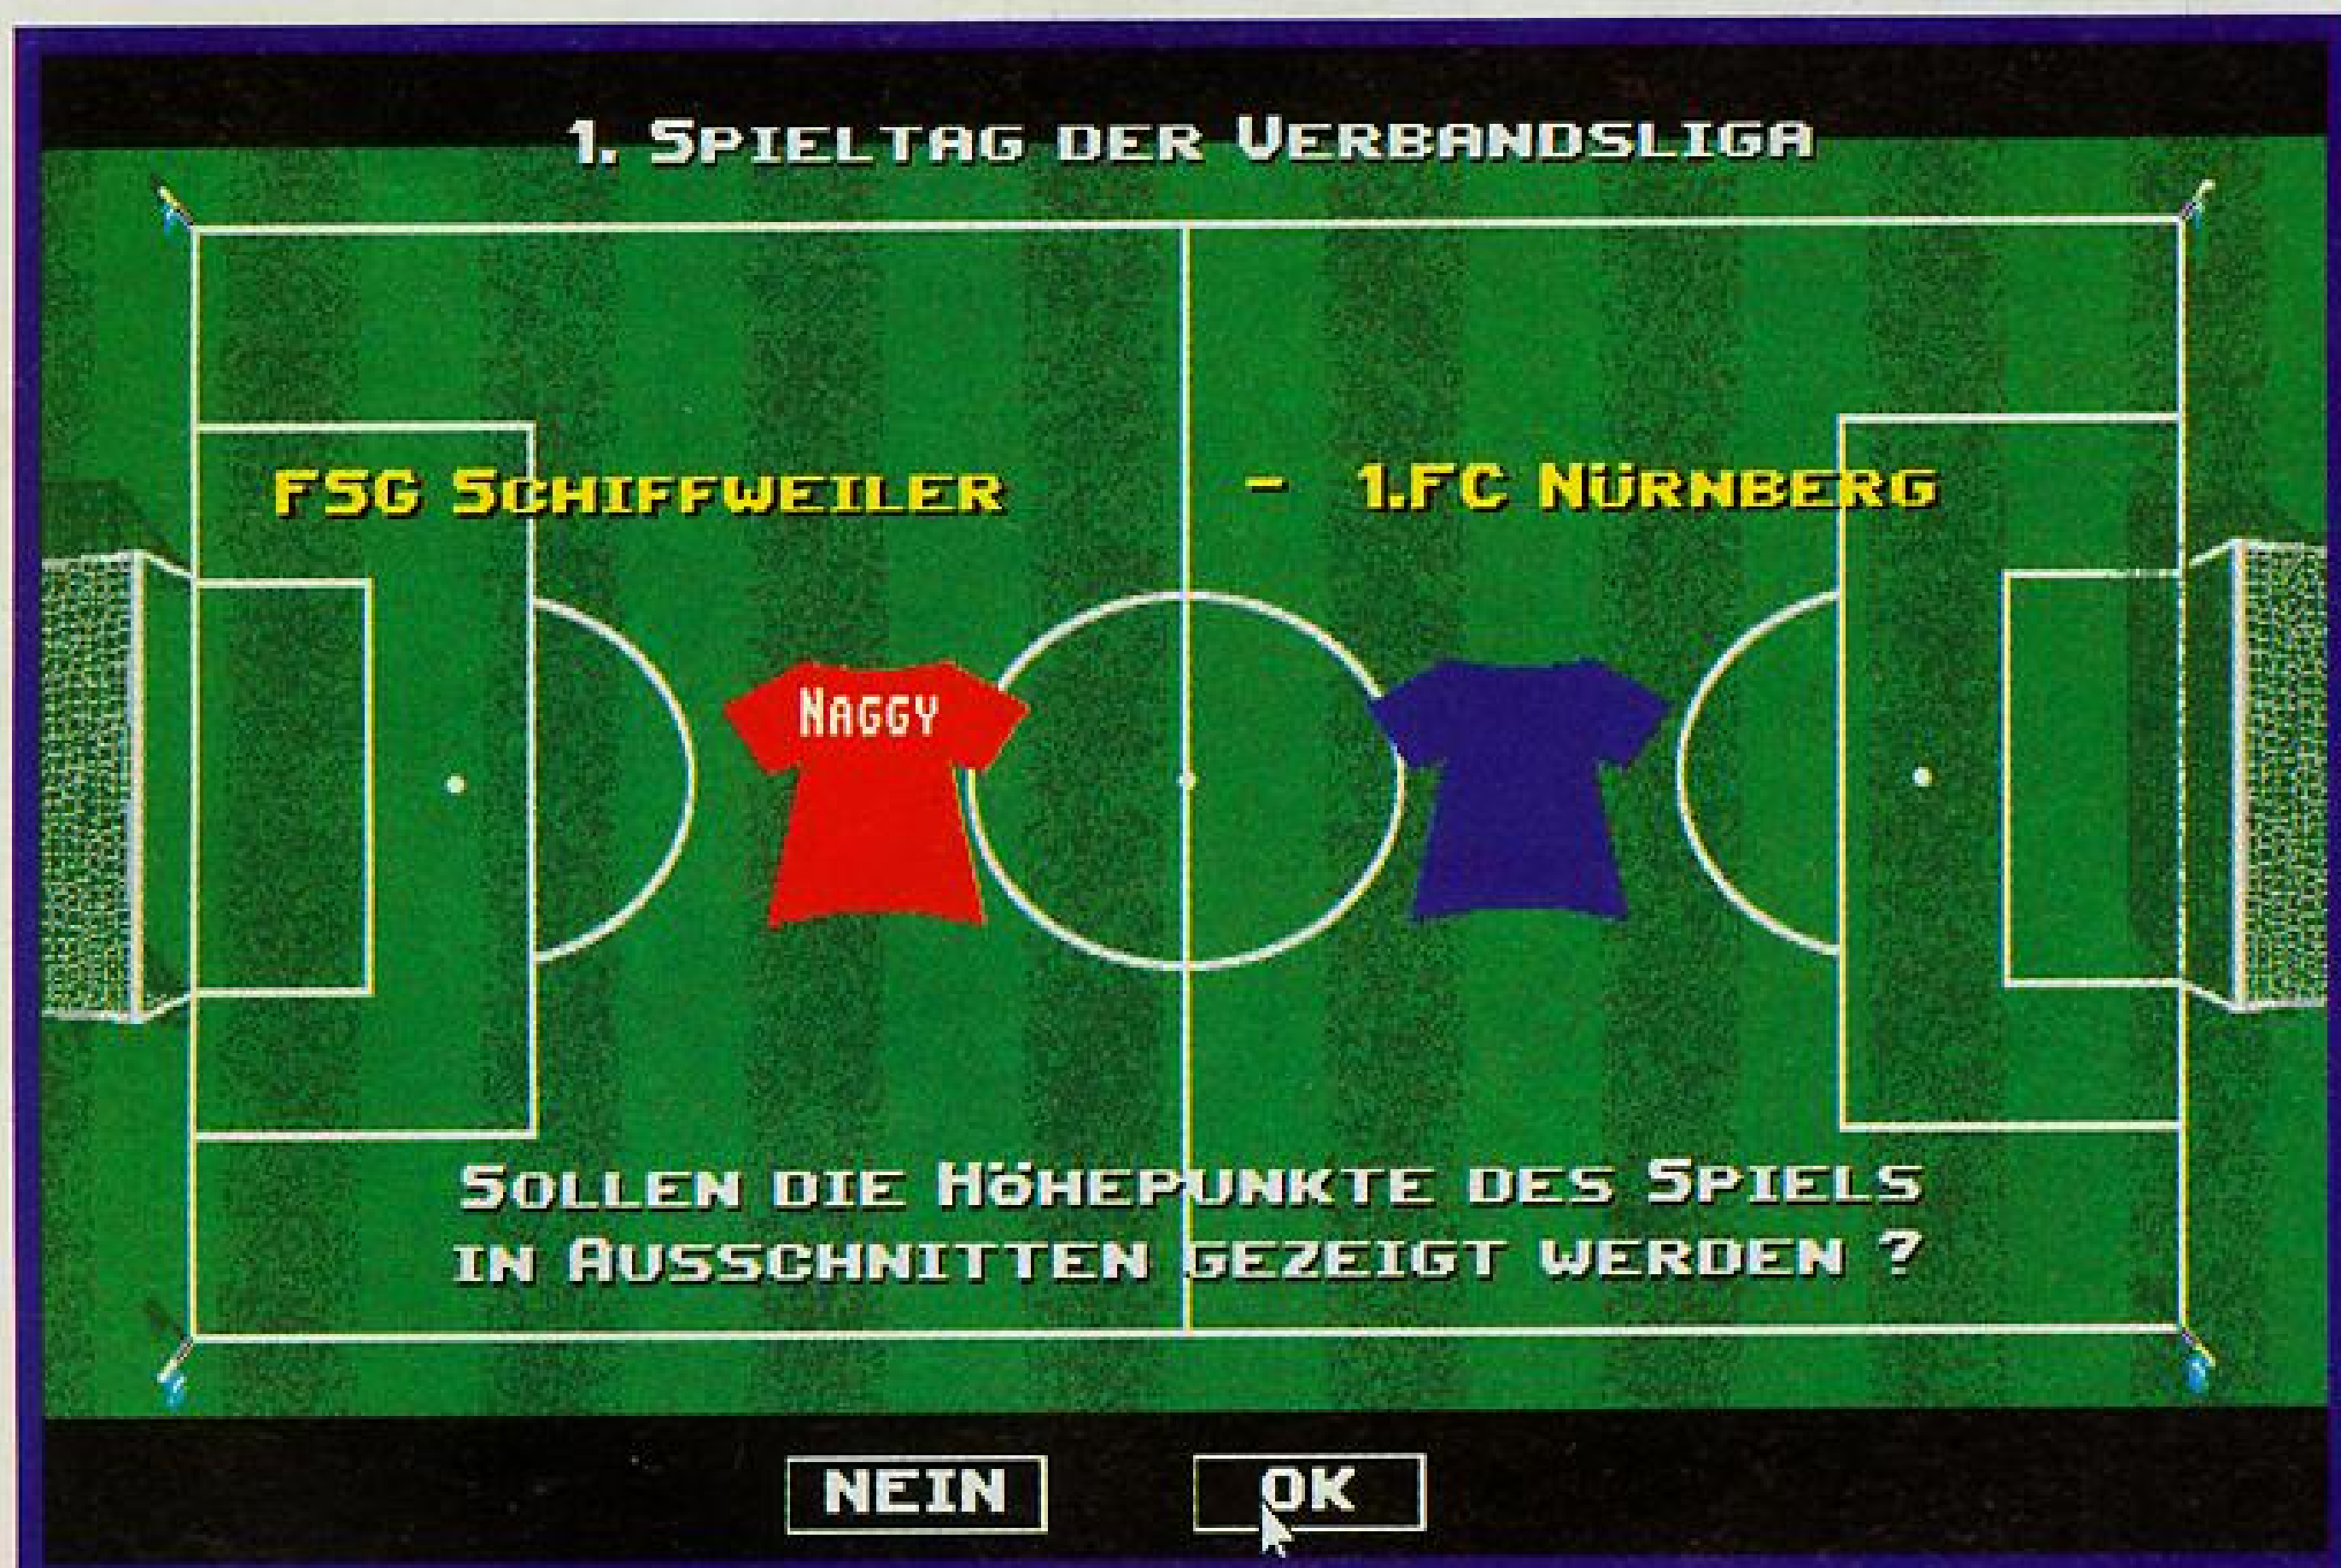 1. Spieltag der Verbandsliga
FSG Schiffweiler - 1.FC Nürnberg
Naggy
Sollen die Höhepunkte des Spiels
in Ausschnitten gezeigt werden ?
NEIN OK